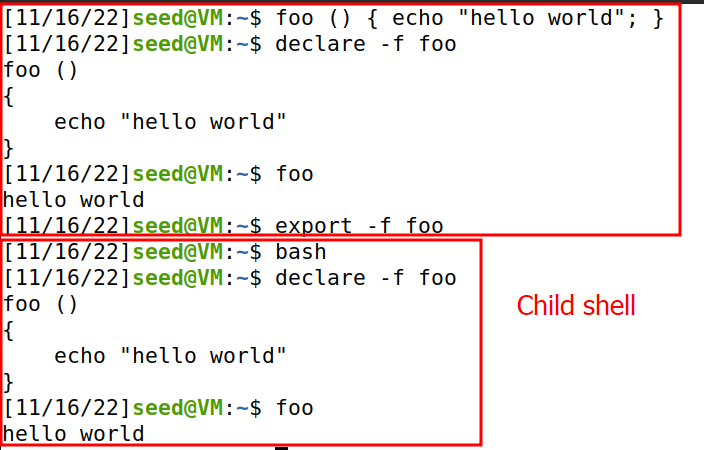 [11/16/22]seed@VM:~$ foo () { echo "hello world"; }
[11/16/22]seed@VM:~$ declare -f foo
foo ()
{
    echo "hello world"
}
[11/16/22]seed@VM:~$ foo
hello world
[11/16/22]seed@VM:~$ export -f foo
[11/16/22]seed@VM:~$ bash
[11/16/22]seed@VM:~$ declare -f foo
foo ()
{
    echo "hello world"
}
[11/16/22]seed@VM:~$ foo
hello world
Child shell